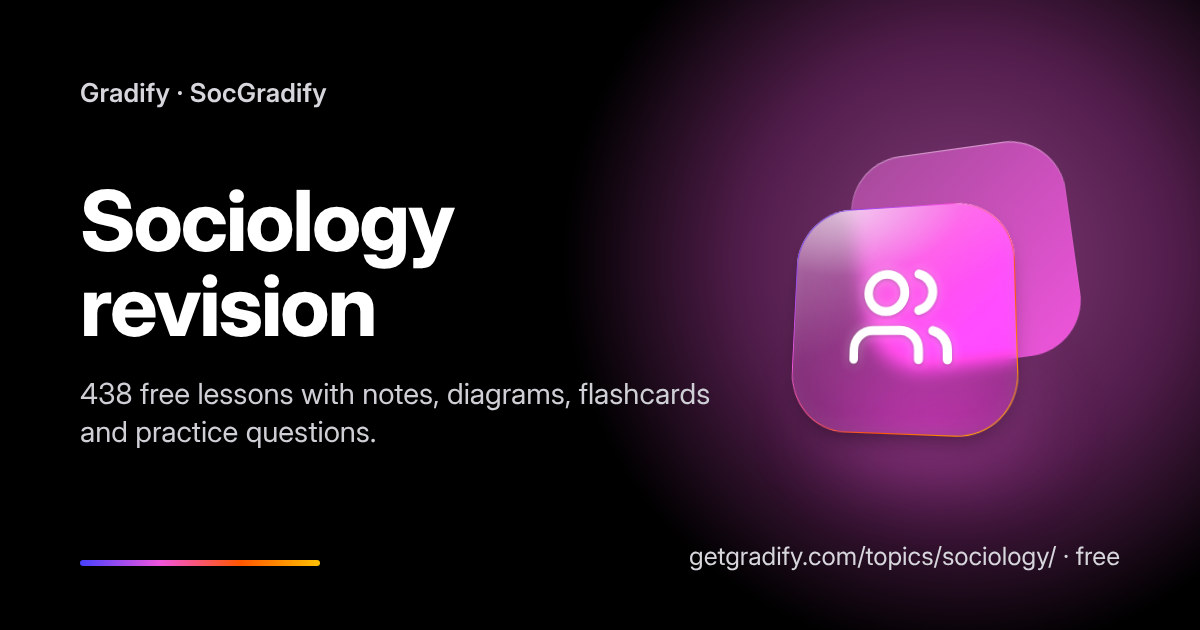 Gradify · SocGradify
Sociology
revision
438 free lessons with notes, diagrams, flashcards
and practice questions.
getgradify.com/topics/sociology/ · free